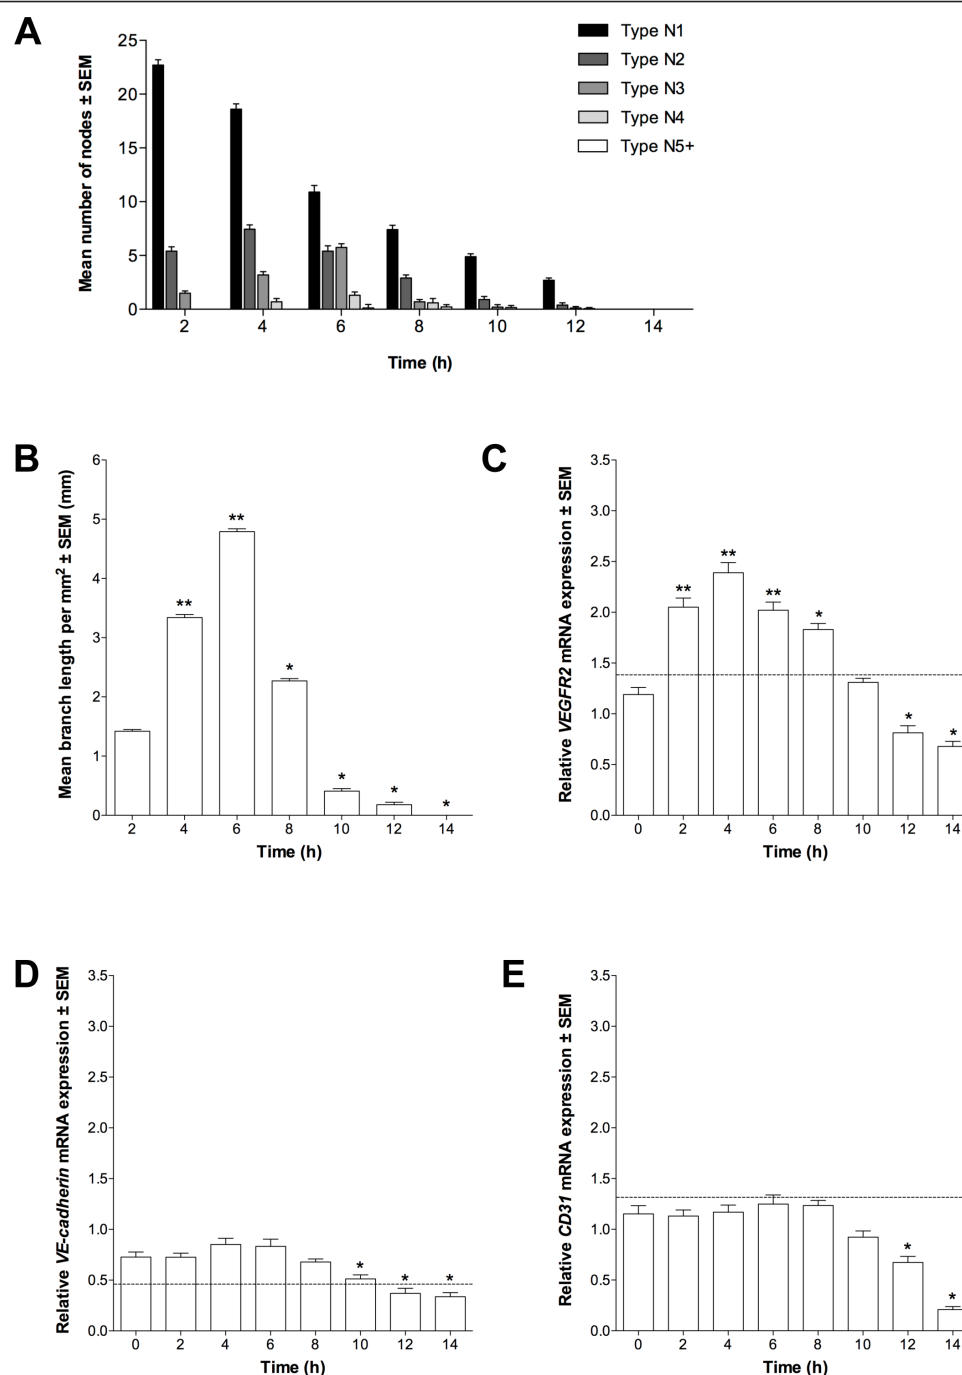 A
Mean number of nodes ± SEM
25
20
15
10
5
0
2 4 6 8 10 12 14
Time (h)
Type N1
Type N2
Type N3
Type N4
Type N5+
B
Mean branch length per mm² ± SEM (mm)
6
5
4
3
2
1
0
** ** * * * *
2 4 6 8 10 12 14
Time (h)
C
Relative VEGFR2 mRNA expression ± SEM
3.5
3.0
2.5
2.0
1.5
1.0
0.5
0.0
** ** ** * * *
0 2 4 6 8 10 12 14
Time (h)
D
Relative VE-cadherin mRNA expression ± SEM
3.5
3.0
2.5
2.0
1.5
1.0
0.5
0.0
* * *
0 2 4 6 8 10 12 14
Time (h)
E
Relative CD31 mRNA expression ± SEM
3.5
3.0
2.5
2.0
1.5
1.0
0.5
0.0
* *
0 2 4 6 8 10 12 14
Time (h)